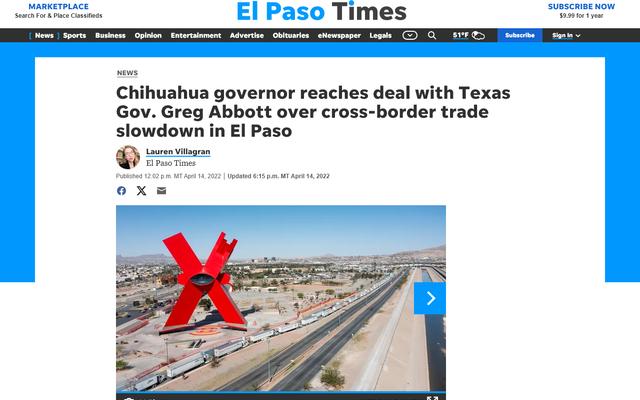 MARKETPLACE
Search For & Place Classifieds
El Paso Times
SUBSCRIBE NOW
$9.99 for 1 year
News Sports Business Opinion Entertainment Advertise Obituaries eNewspaper Legals 51°F Subscribe Sign In
NEWS
Chihuahua governor reaches deal with Texas
Gov. Greg Abbott over cross-border trade
slowdown in El Paso
Lauren Villagran
El Paso Times
Published 12:02 p.m. MT April 14, 2022 | Updated 6:15 p.m. MT April 14, 2022